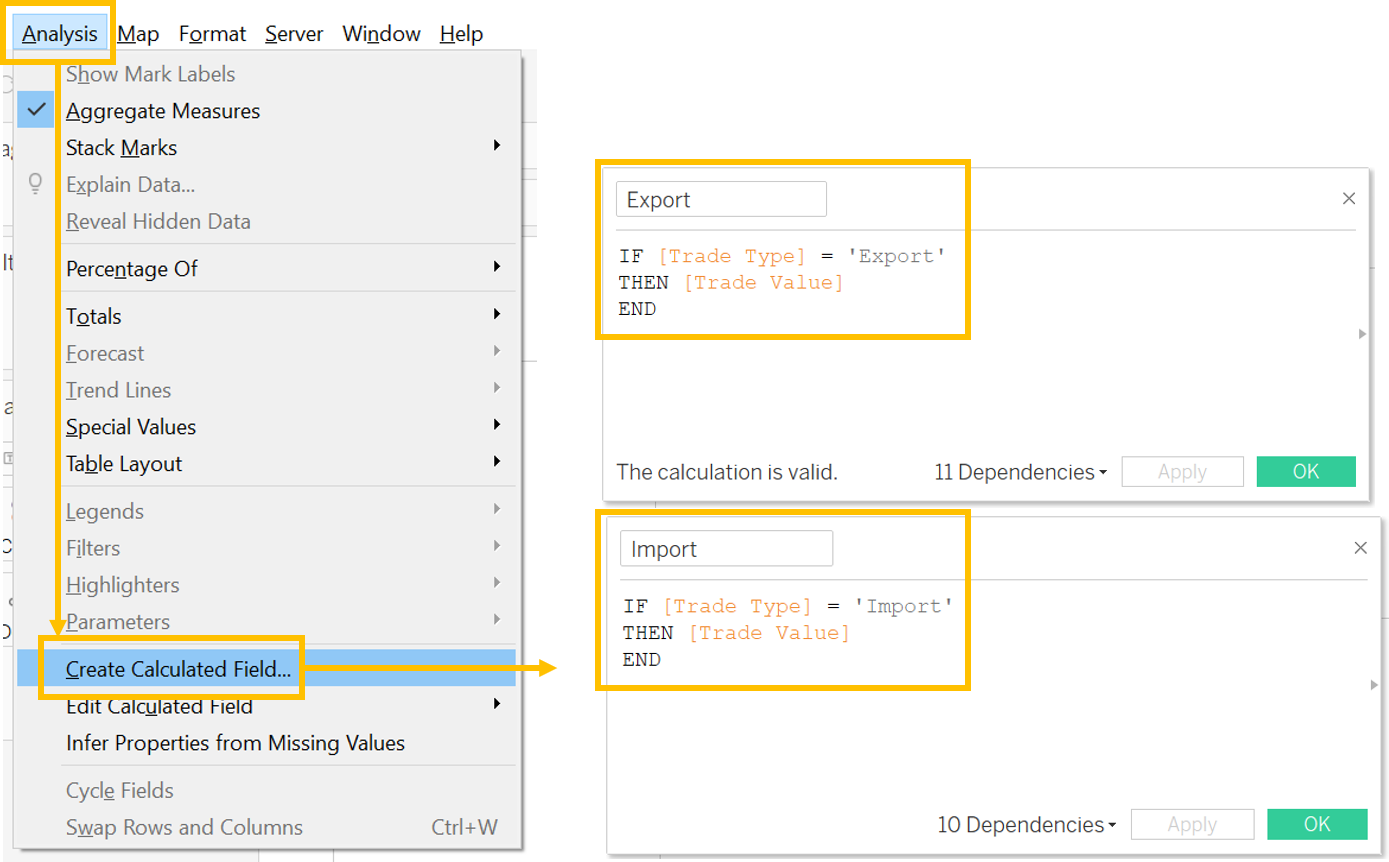 Analysis Map Format Server Window Help
Show Mark Labels
Aggregate Measures
Stack Marks
Explain Data...
Reveal Hidden Data
Percentage Of
Totals
Forecast
Trend Lines
Special Values
Table Layout
Legends
Filters
Highlighters
Parameters
Create Calculated Field...
Edit Calculated Field
Infer Properties from Missing Values
Cycle Fields
Swap Rows and Columns Ctrl+W
Export
IF [Trade Type] = 'Export'
THEN [Trade Value]
END
The calculation is valid. 11 Dependencies Apply OK
Import
IF [Trade Type] = 'Import'
THEN [Trade Value]
END
10 Dependencies Apply OK